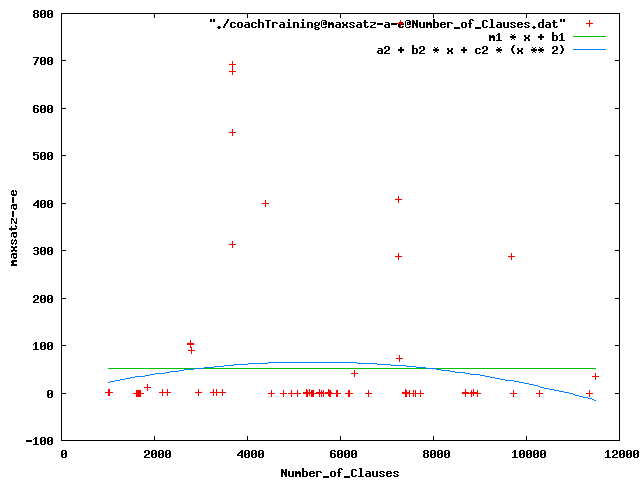 "./coachTraining@maxsatz-a-e@Number_of_Clauses.dat"
m1 * x + b1
a2 + b2 * x + c2 * (x ** 2)
800
700
600
500
400
300
200
100
0
-100
maxsatz-a-e
0 2000 4000 6000 8000 10000 12000
Number_of_Clauses